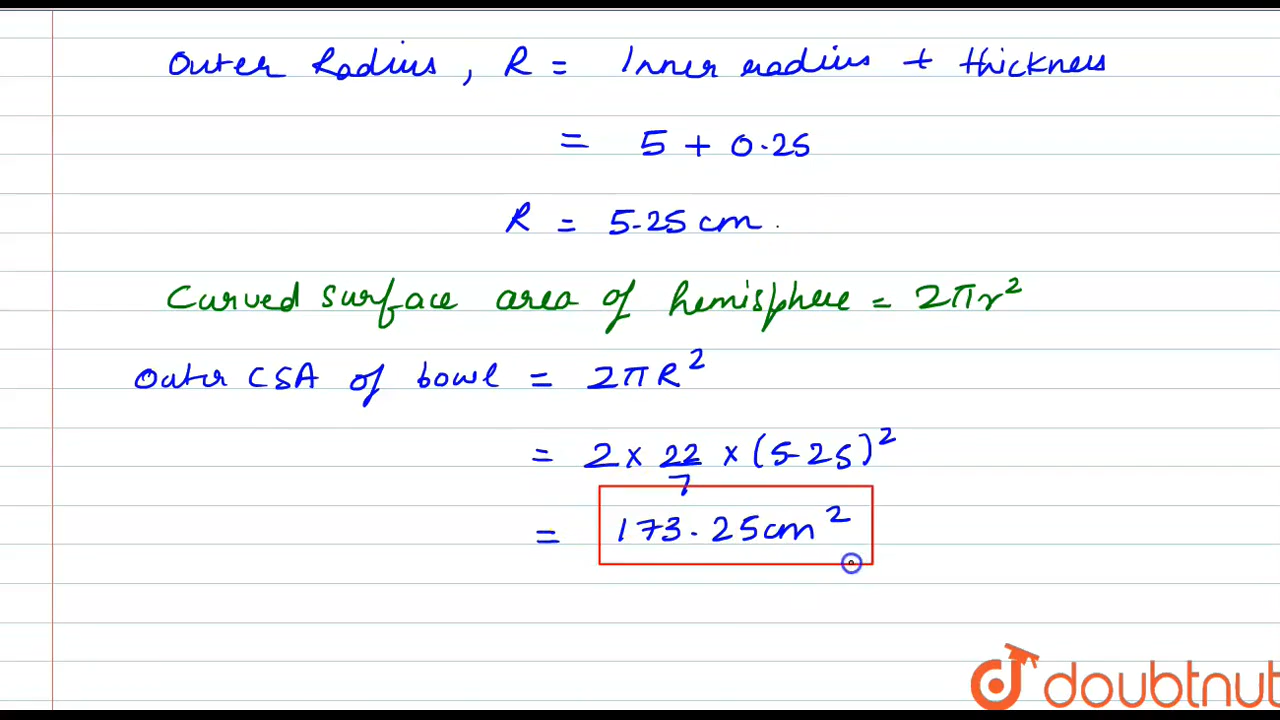 Outer Radius, R = Inner radius + thickness
= 5 + 0.25
R = 5.25 cm.
Curved surface area of hemisphere = 2πr²
Outer CSA of bowl = 2πR²
= 2 × 22/7 × (5.25)²
= 173.25cm²
doubtnut